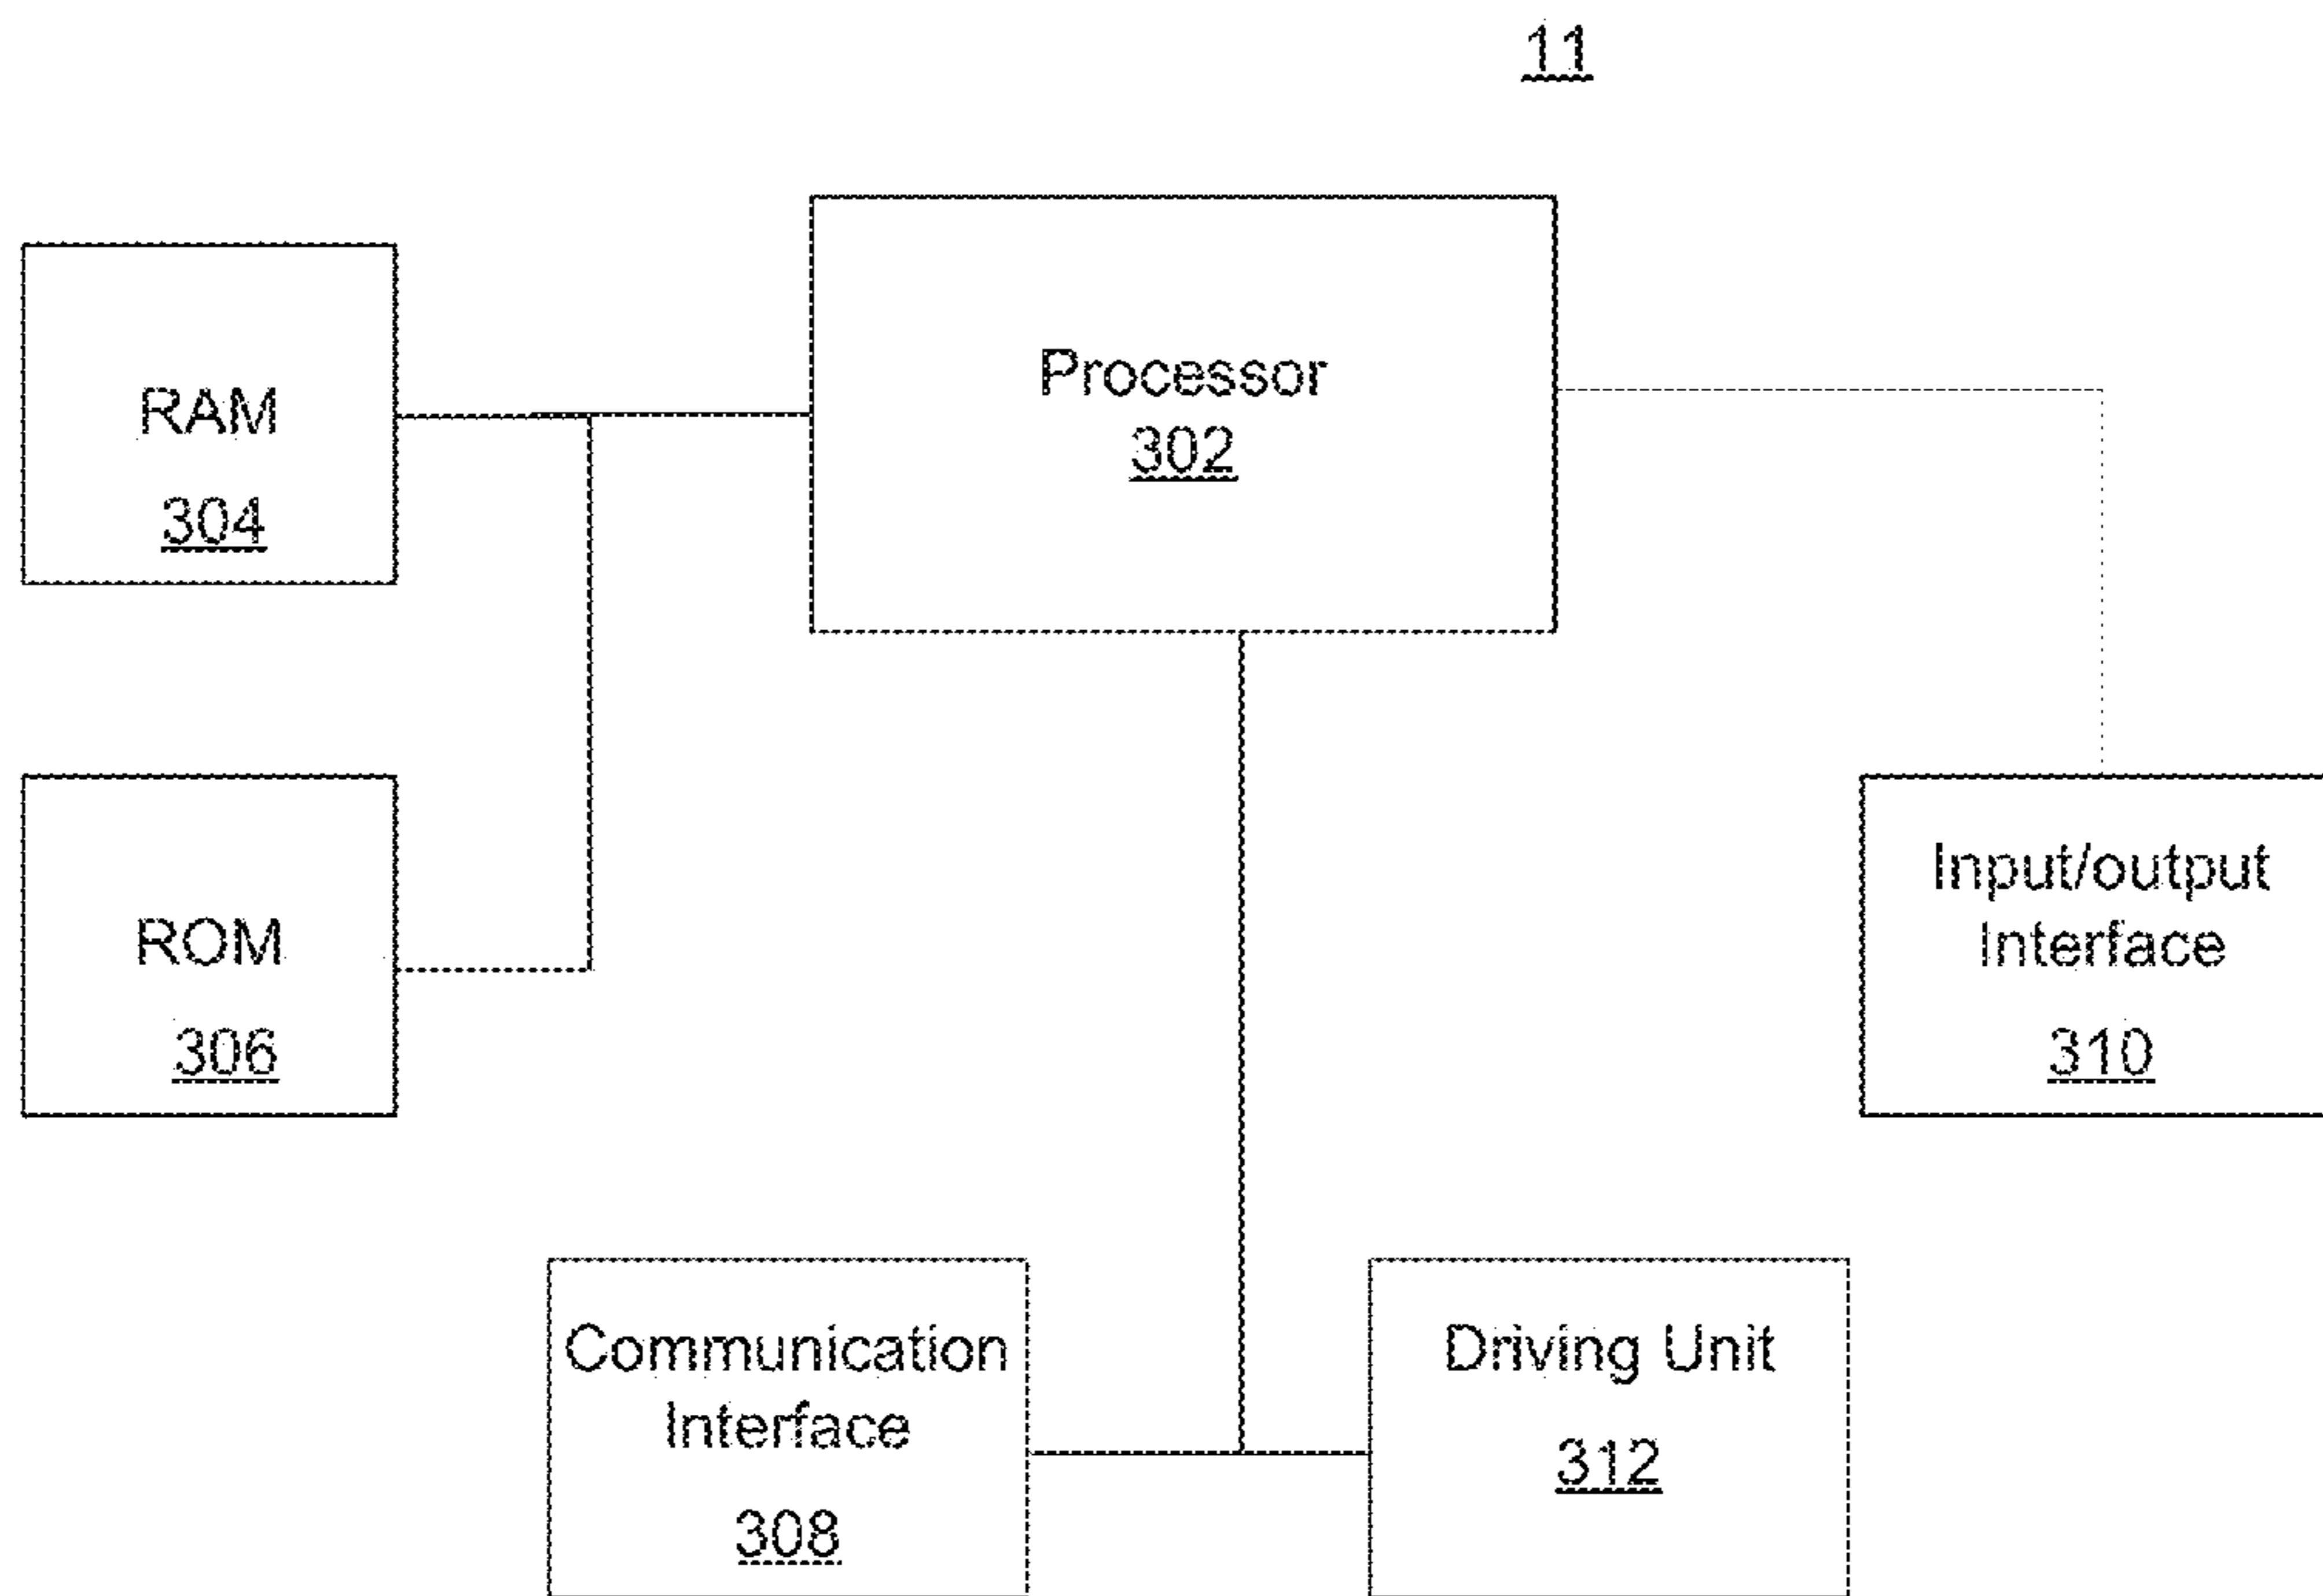 11
Processor
302
RAM
304
ROM
306
Input/output
Interface
310
Communication
Interface
308
Driving Unit
312